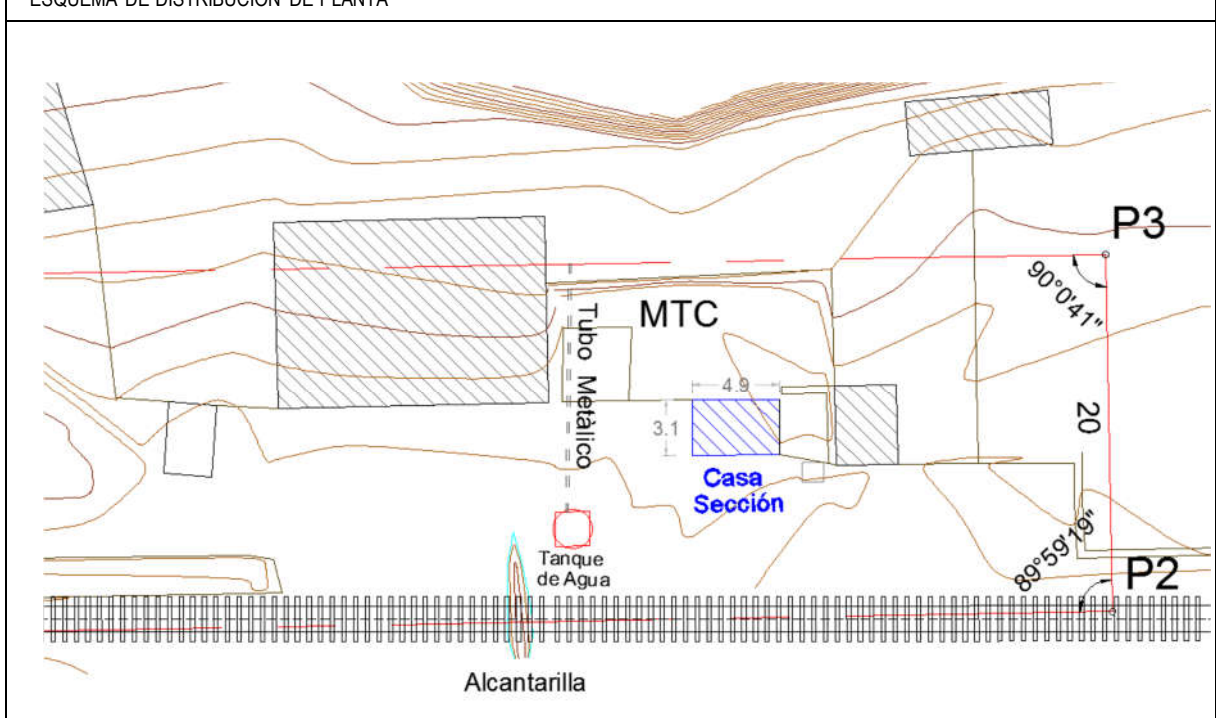 ESQUEMA DE DISTRIBUCIÓN DE PLANTA
P3
90°0'41"
MTC
Tubo Metàlico
4.9
3.1
20
Casa
Sección
Tanque
de Agua
89°59'19"
P2
Alcantarilla